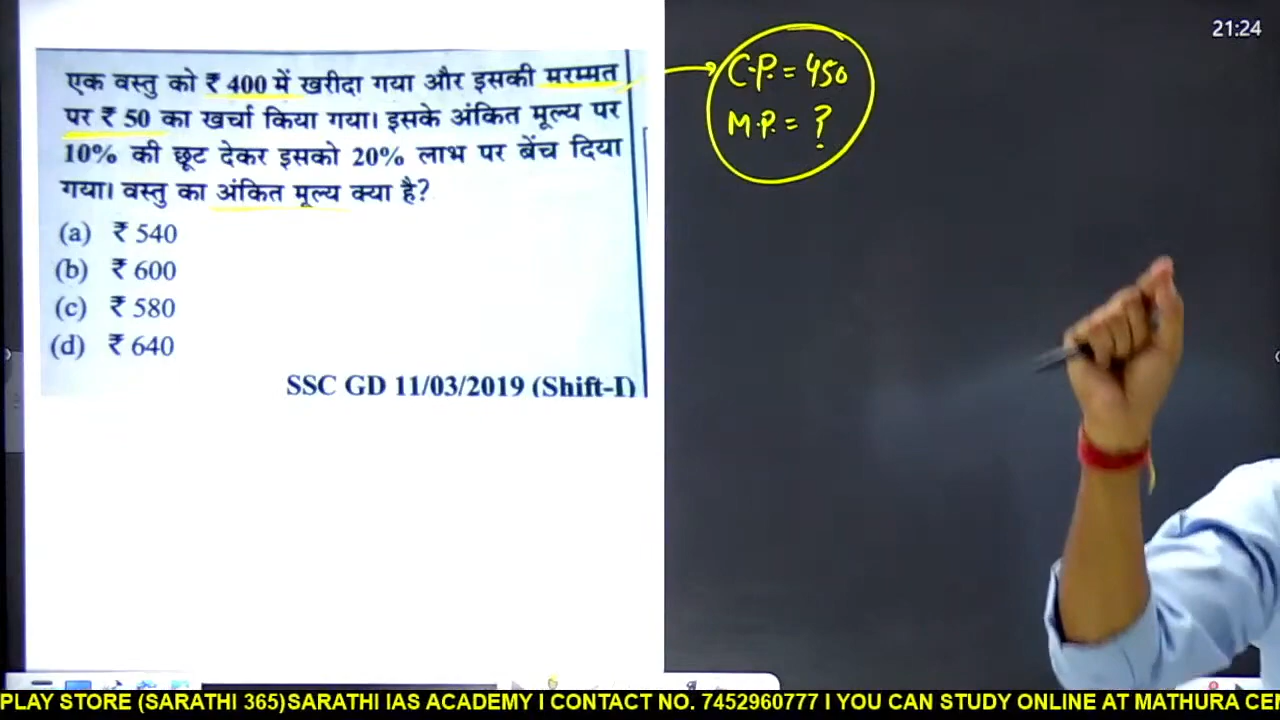 21:24
एक वस्तु को ₹ 400 में खरीदा गया और इसकी मरम्मत
पर ₹ 50 का खर्चा किया गया। इसके अंकित मूल्य पर
10% की छूट देकर इसको 20% लाभ पर बेंच दिया
गया। वस्तु का अंकित मूल्य क्या है?
(a) ₹ 540
(b) ₹ 600
(c) ₹ 580
(d) ₹ 640
SSC GD 11/03/2019 (Shift-I)
C.P. = 450
M.P. = ?
PLAY STORE (SARATHI 365)SARATHI IAS ACADEMY I CONTACT NO. 7452960777 I YOU CAN STUDY ONLINE AT MATHURA CE